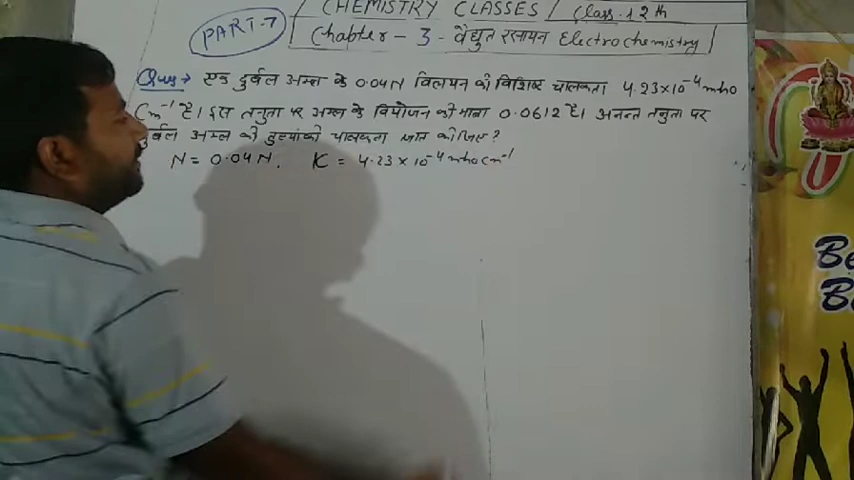 CHEMISTRY CLASSES / Class-12th
PART-7
Chapter - 3 - वैधुत रसायन Electrochemistry
Ques → एक दुर्बल अम्ल के 0.04N विलयन की विशिष्ट चालकता 4.23×10⁻⁴ mho
Cm⁻¹ है। इस तनुता पर अम्ल के वियोजन की मात्रा 0.0612 है। अनन्त तनुता पर
अम्ल की तुल्यांकी चालकता ज्ञात कीजिए?
N = 0.04N. K = 4.23 × 10⁻⁴ mho cm⁻¹
Be
B